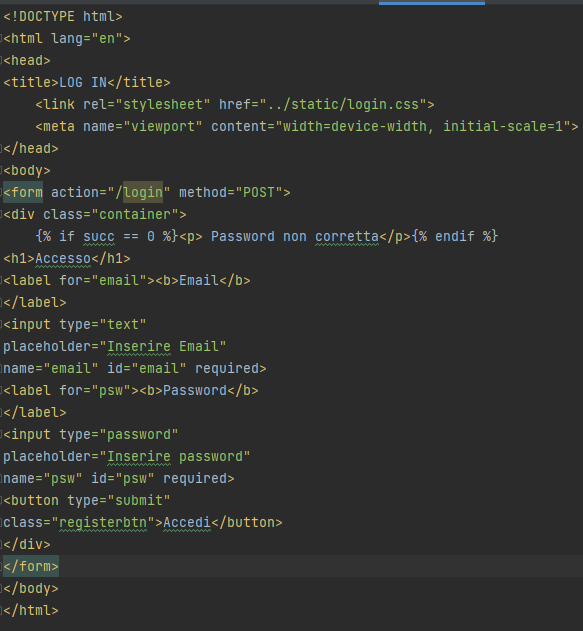 <!DOCTYPE html>
<html lang="en">
<head>
<title>LOG IN</title>
    <link rel="stylesheet" href="../static/login.css">
    <meta name="viewport" content="width=device-width, initial-scale=1">
</head>
<body>
<form action="/login" method="POST">
<div class="container">
    {% if succ == 0 %}<p> Password non corretta</p>{% endif %}
<h1>Accesso</h1>
<label for="email"><b>Email</b>
</label>
<input type="text"
placeholder="Inserire Email"
name="email" id="email" required>
<label for="psw"><b>Password</b>
</label>
<input type="password"
placeholder="Inserire password"
name="psw" id="psw" required>
<button type="submit"
class="registerbtn">Accedi</button>
</div>
</form>
</body>
</html>